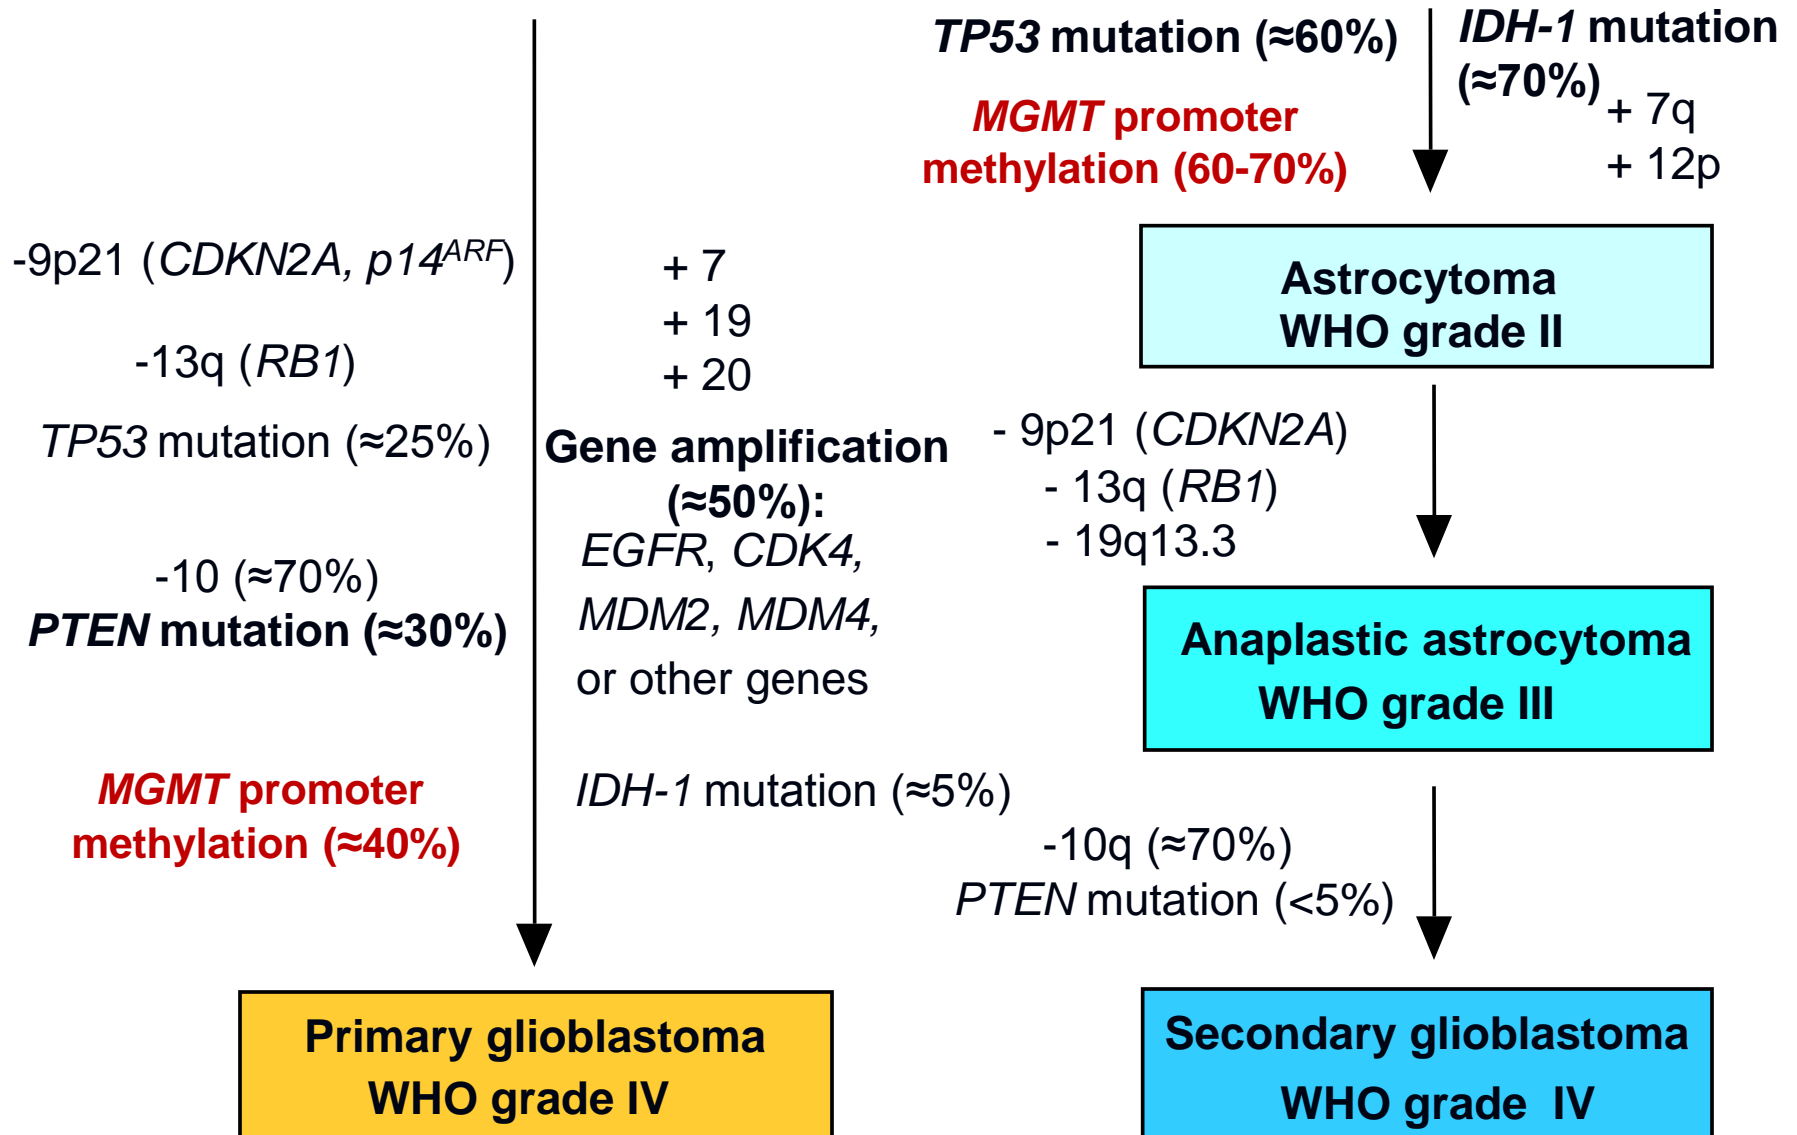 -9p21 (CDKN2A, p14ARF)
-13q (RB1)
TP53 mutation (≈25%)
-10 (≈70%)
PTEN mutation (≈30%)
MGMT promoter
methylation (≈40%)
+ 7
+ 19
+ 20
Gene amplification
(≈50%):
EGFR, CDK4,
MDM2, MDM4,
or other genes
IDH-1 mutation (≈5%)
Primary glioblastoma
WHO grade IV
TP53 mutation (≈60%)
MGMT promoter
methylation (60-70%)
IDH-1 mutation
(≈70%)
+ 7q
+ 12p
Astrocytoma
WHO grade II
- 9p21 (CDKN2A)
- 13q (RB1)
- 19q13.3
Anaplastic astrocytoma
WHO grade III
-10q (≈70%)
PTEN mutation (<5%)
Secondary glioblastoma
WHO grade IV